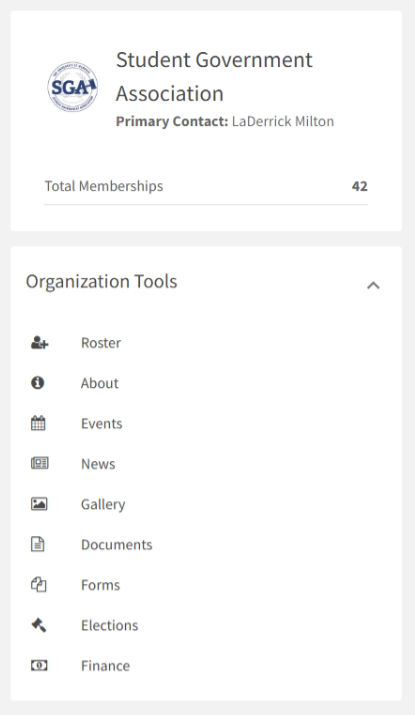 SGA
Student Government
Association
Primary Contact: LaDerrick Milton
Total Memberships 42
Organization Tools
Roster
About
Events
News
Gallery
Documents
Forms
Elections
Finance